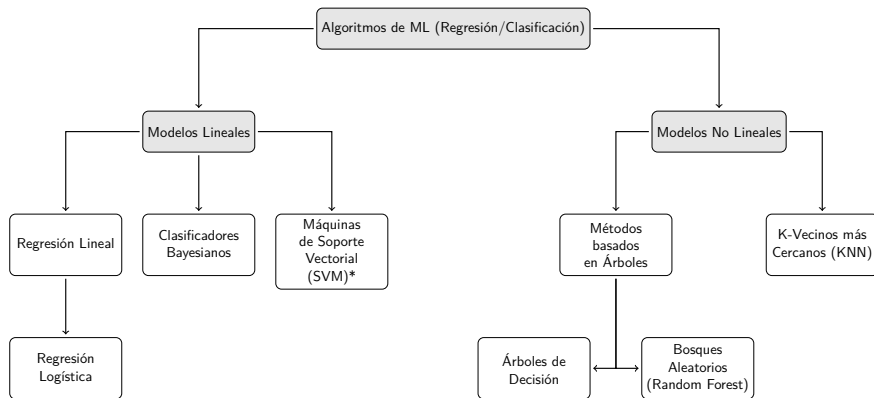 Algoritmos de ML (Regresión/Clasificación)
Modelos Lineales
Modelos No Lineales
Regresión Lineal
Clasificadores
Bayesianos
Máquinas
de Soporte
Vectorial
(SVM)*
Métodos
basados
en Árboles
K-Vecinos más
Cercanos (KNN)
Regresión
Logística
Árboles de
Decisión
Bosques
Aleatorios
(Random Forest)